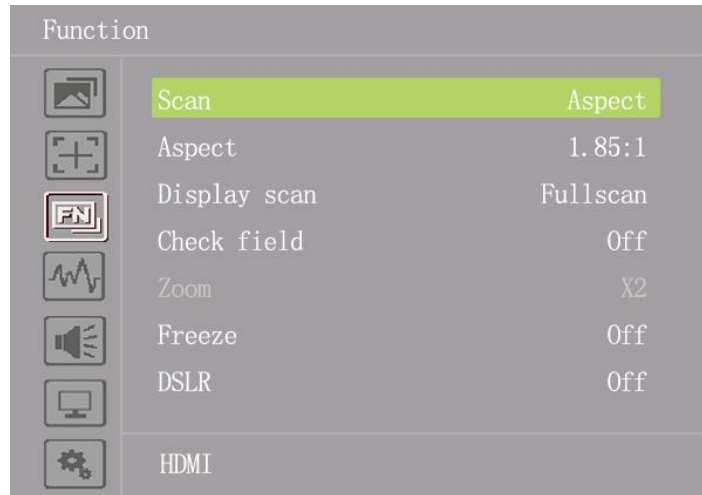 Function
Scan Aspect
Aspect 1.85:1
Display scan Fullscan
FN
Check field Off
Zoom X2
Freeze Off
DSLR Off
HDMI